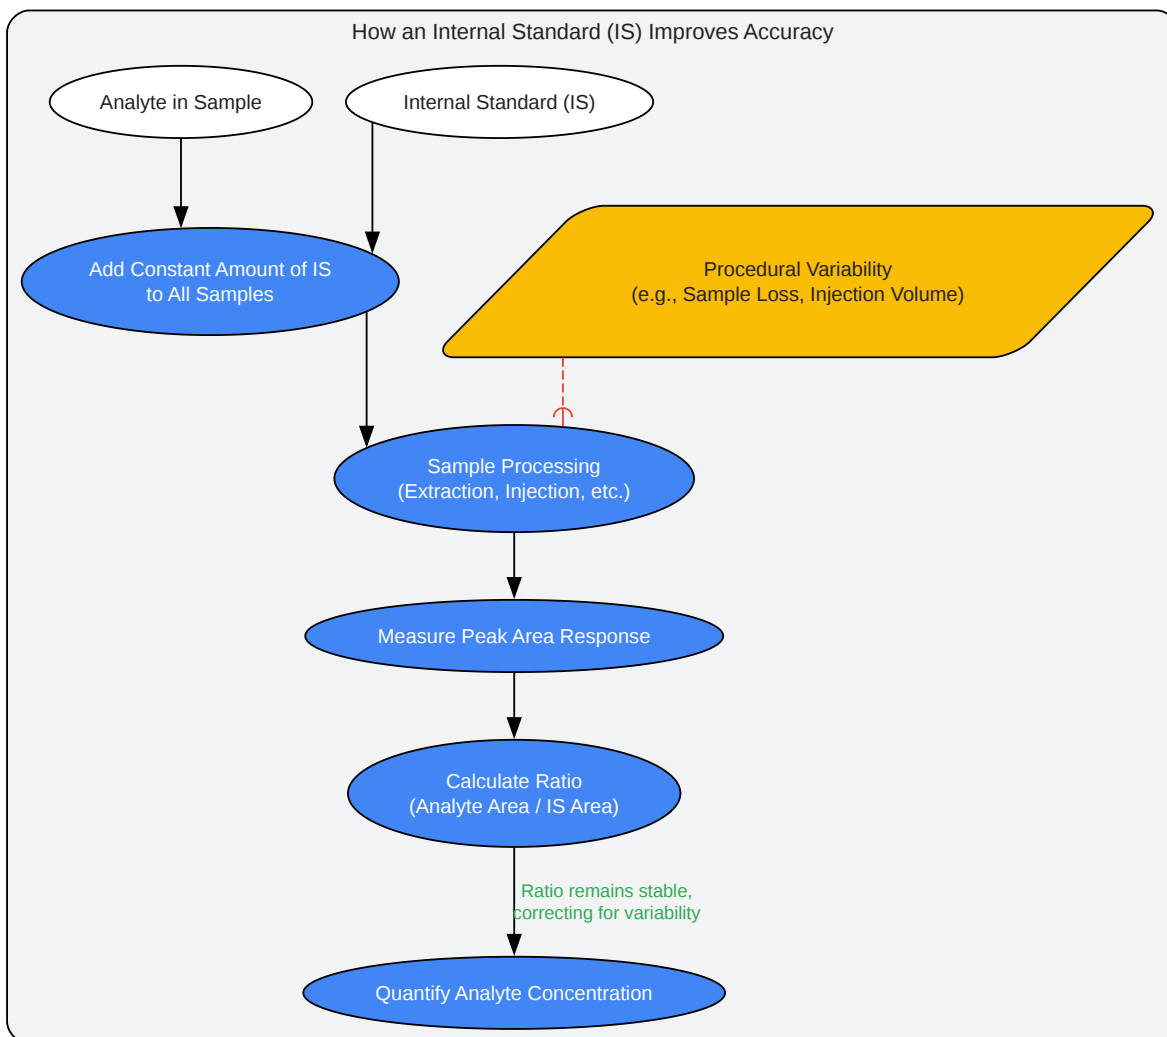 How an Internal Standard (IS) Improves Accuracy
Analyte in Sample
Internal Standard (IS)
Add Constant Amount of IS
to All Samples
Procedural Variability
(e.g., Sample Loss, Injection Volume)
Sample Processing
(Extraction, Injection, etc.)
Measure Peak Area Response
Calculate Ratio
(Analyte Area / IS Area)
Ratio remains stable,
correcting for variability
Quantify Analyte Concentration